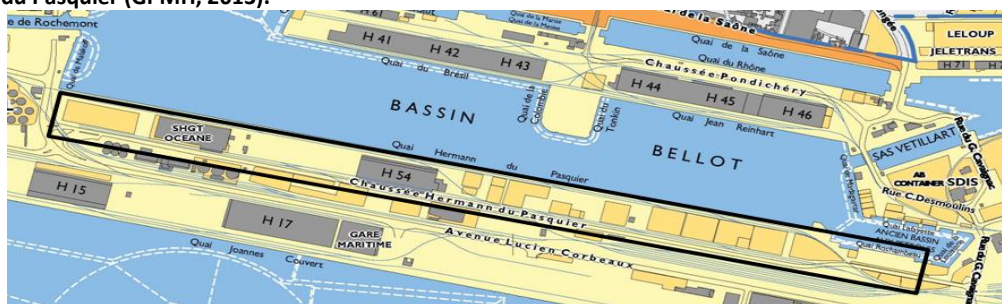 du Pasquier (GPMH, 2015).
e de Rochemont
H 41
H 42
H 43
Quai du Brésil
Quai de la Saône
Quai du Rhône
Chaussée Pondichéry
H 44
H 45
H 46
Quai Jean Reinhart
Quai de la Colombie
Quai du Tonkin
LELOUP
JELETRANS
H 71
BASSIN
BELLOT
SAS VETILLART
SHGT
OCEANE
Quai Hermann du Pasquier
H 54
H 15
Chaussée Hermann du Pasquier
H 17
GARE
MARITIME
Avenue Lucien Corbeaux
Quai Joannes Couvert
AB
CONTAINER
SDIS
Rue C.Desmoulins
Quai Lafayette
ANCIEN BASSIN
Quai Rochambeau